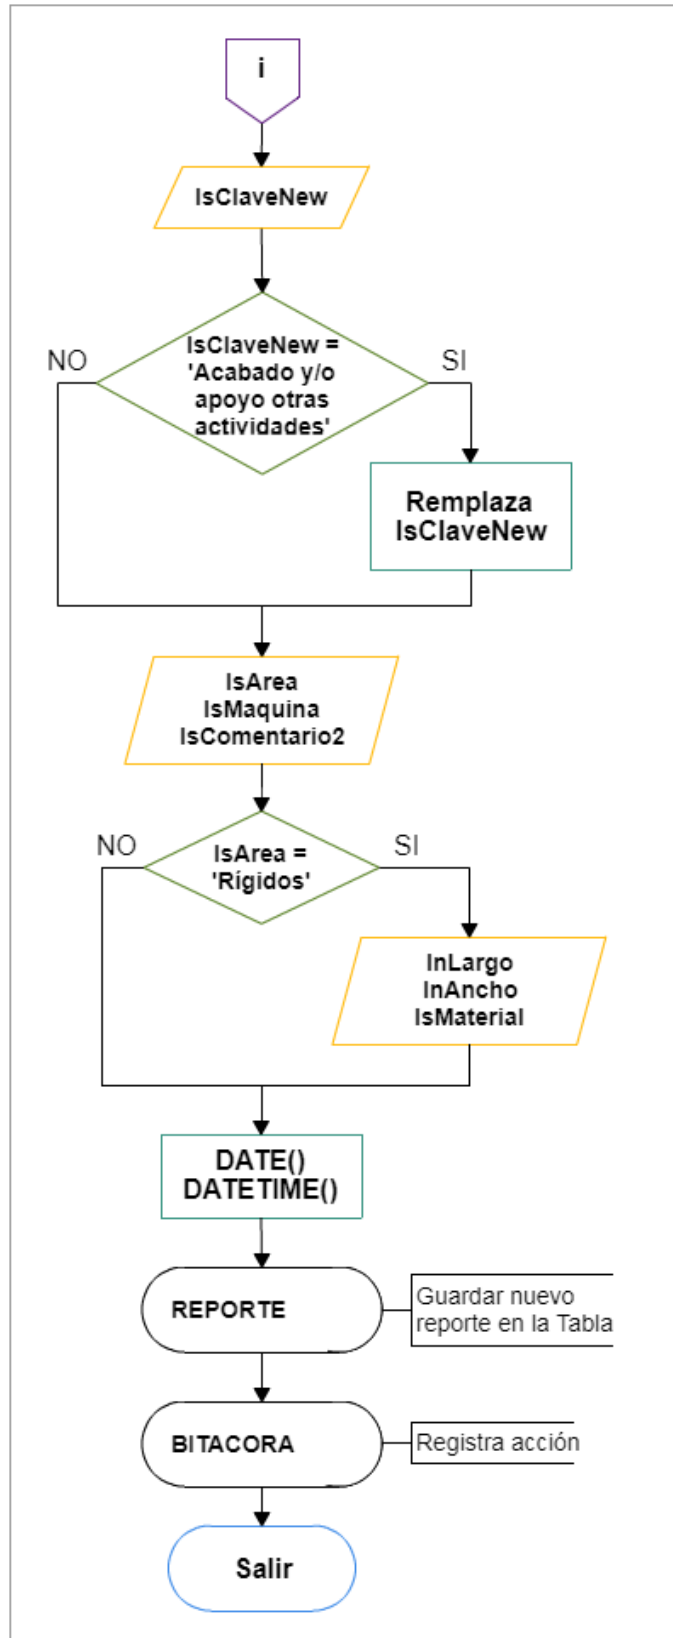 i
IsClaveNew
IsClaveNew =
'Acabado y/o
apoyo otras
actividades'
NO
SI
Remplaza
IsClaveNew
IsArea
IsMaquina
IsComentario2
IsArea =
'Rígidos'
NO
SI
InLargo
InAncho
IsMaterial
DATE()
DATETIME()
REPORTE
Guardar nuevo
reporte en la Tabla
BITACORA
Registra acción
Salir